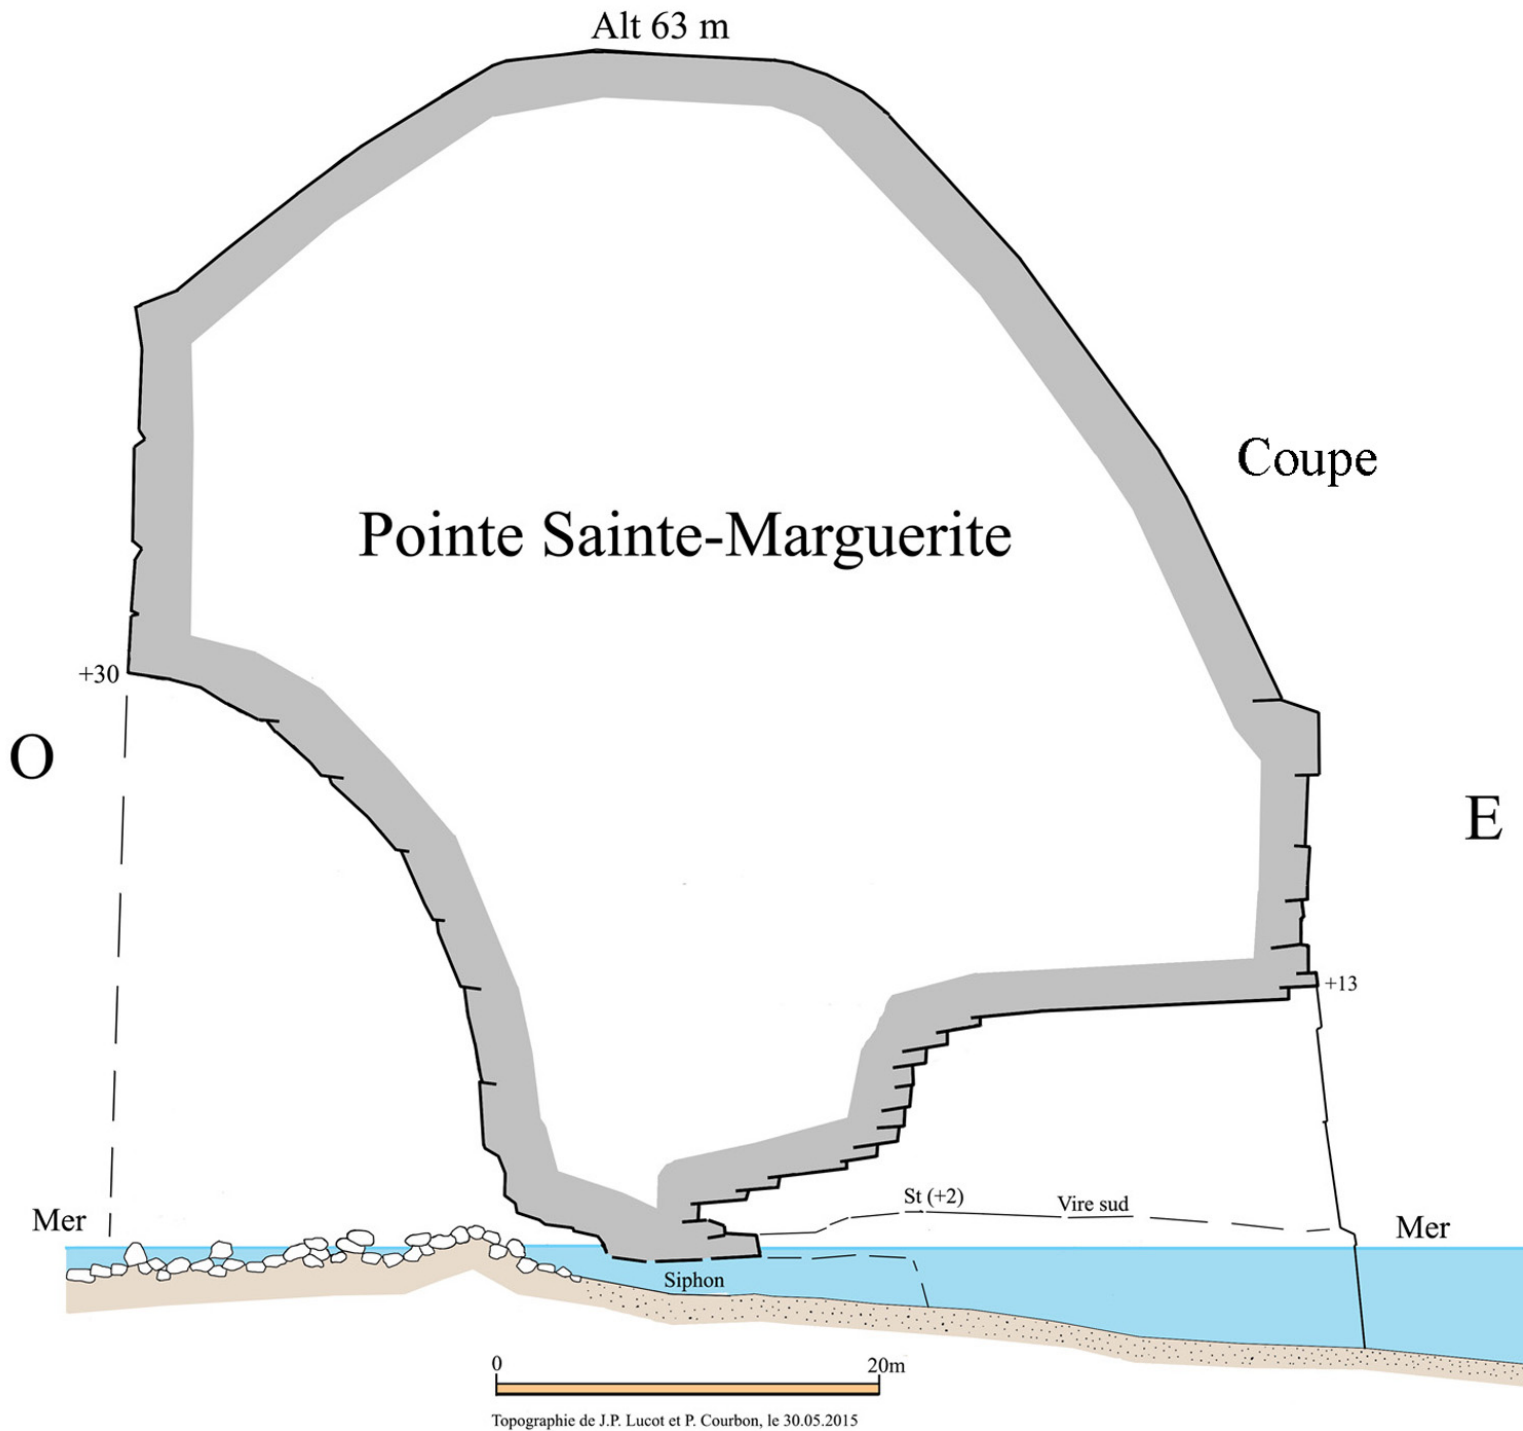 Alt 63 m
Coupe
Pointe Sainte-Marguerite
+30
O
E
+13
St (+2)
Vire sud
Mer
Mer
Siphon
0
20m
Topographie de J.P. Lucot et P. Courbon, le 30.05.2015